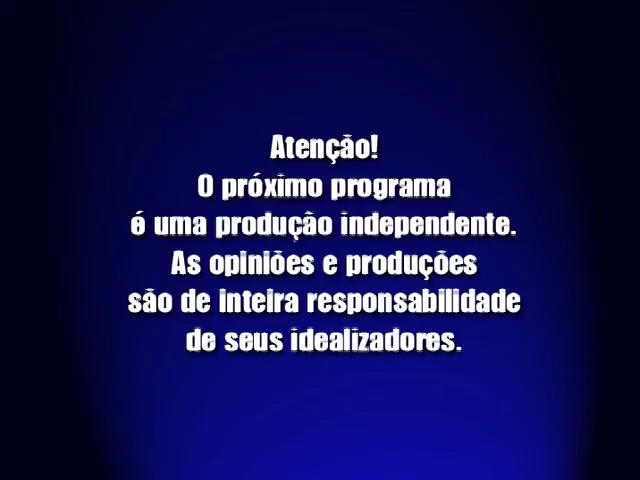 Atenção!
O próximo programa
é uma produção independente.
As opiniões e produções
são de inteira responsabilidade
de seus idealizadores.